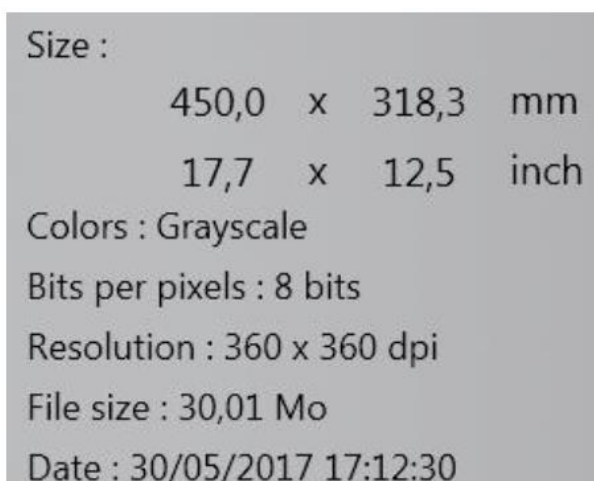 Size :
450,0 x 318,3 mm
17,7 x 12,5 inch
Colors : Grayscale
Bits per pixels : 8 bits
Resolution : 360 x 360 dpi
File size : 30,01 Mo
Date : 30/05/2017 17:12:30